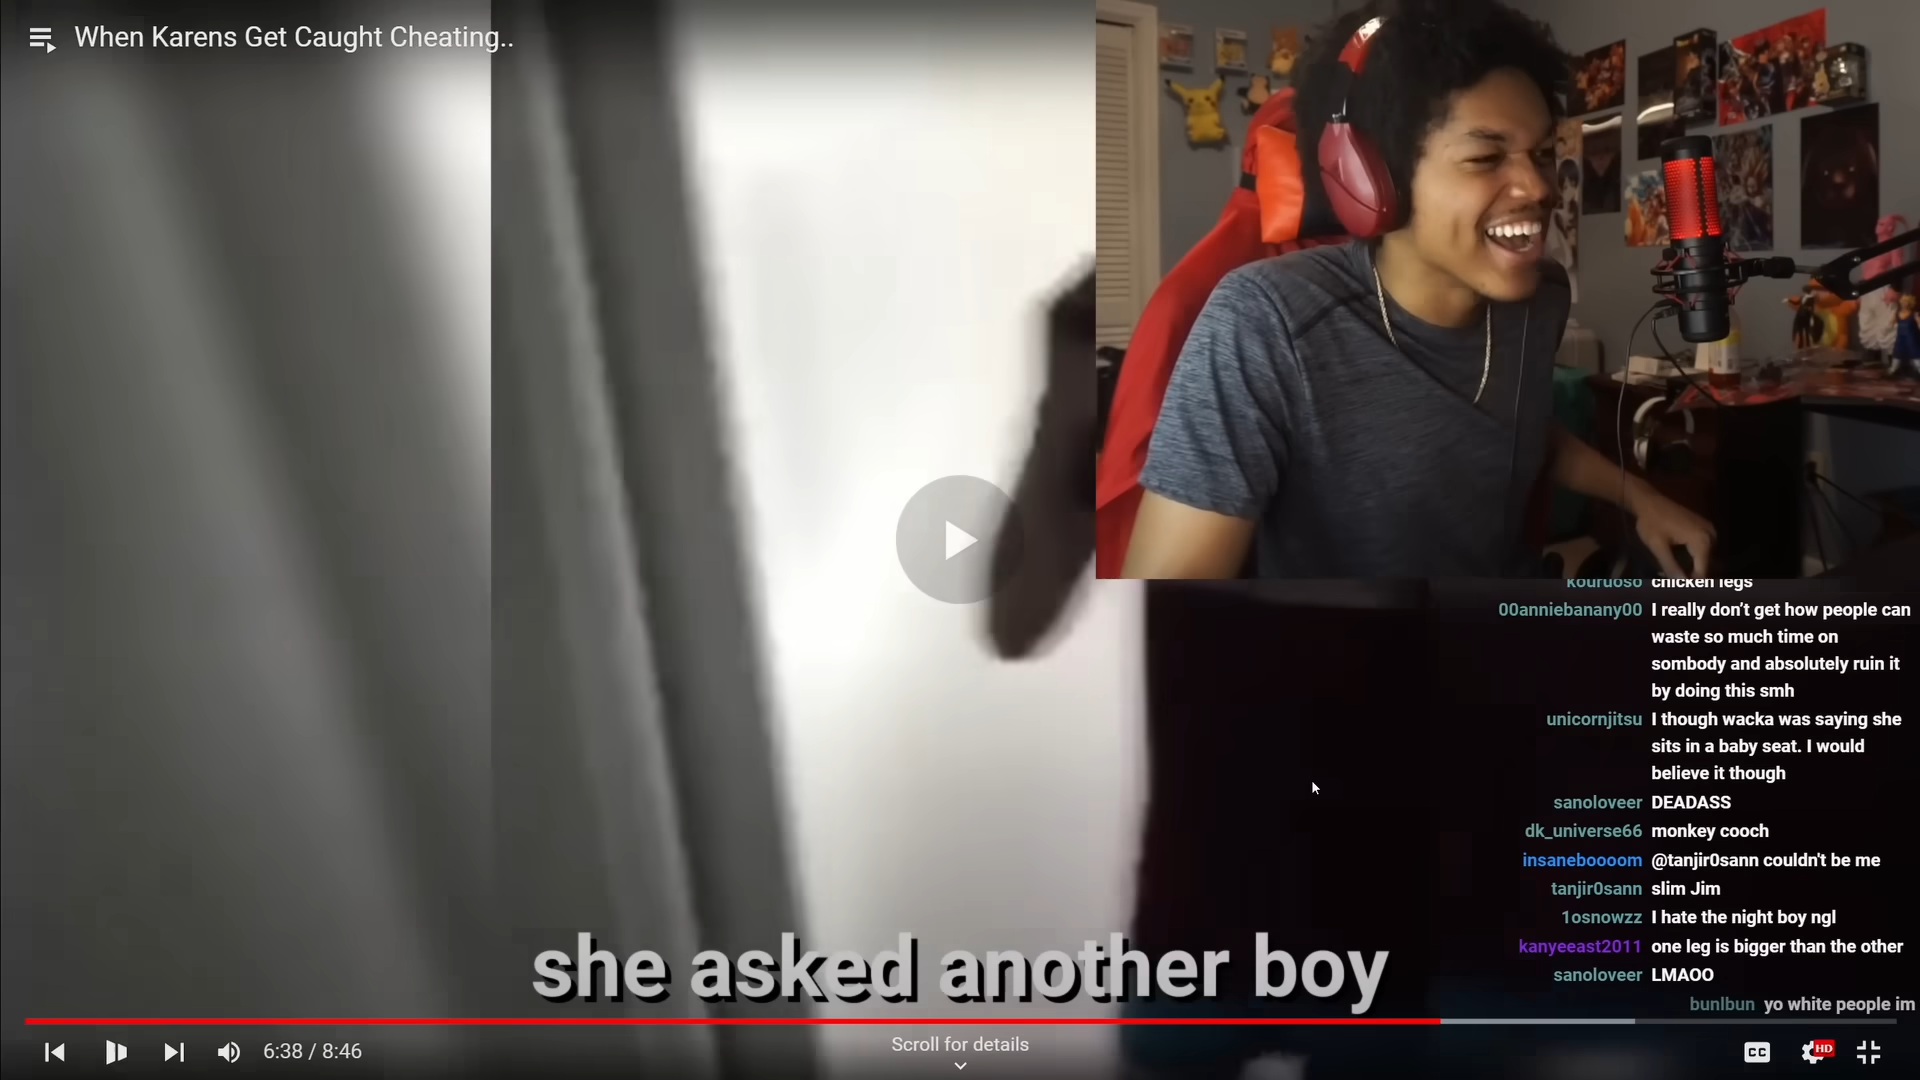 When Karens Get Caught Cheating..
kouruoso chicken legs
00anniebanany00 I really don't get how people can
waste so much time on
sombody and absolutely ruin it
by doing this smh
unicornjitsu I though wacka was saying she
sits in a baby seat. I would
believe it though
sanoloveer DEADASS
dk_universe66 monkey cooch
insaneboooom @tanjir0sann couldn't be me
tanjir0sann slim Jim
1osnowzz I hate the night boy ngl
kanyeeast2011 one leg is bigger than the other
sanoloveer LMAOO
bunlbun yo white people im
she asked another boy
6:38 / 8:46
Scroll for details
CC
HD